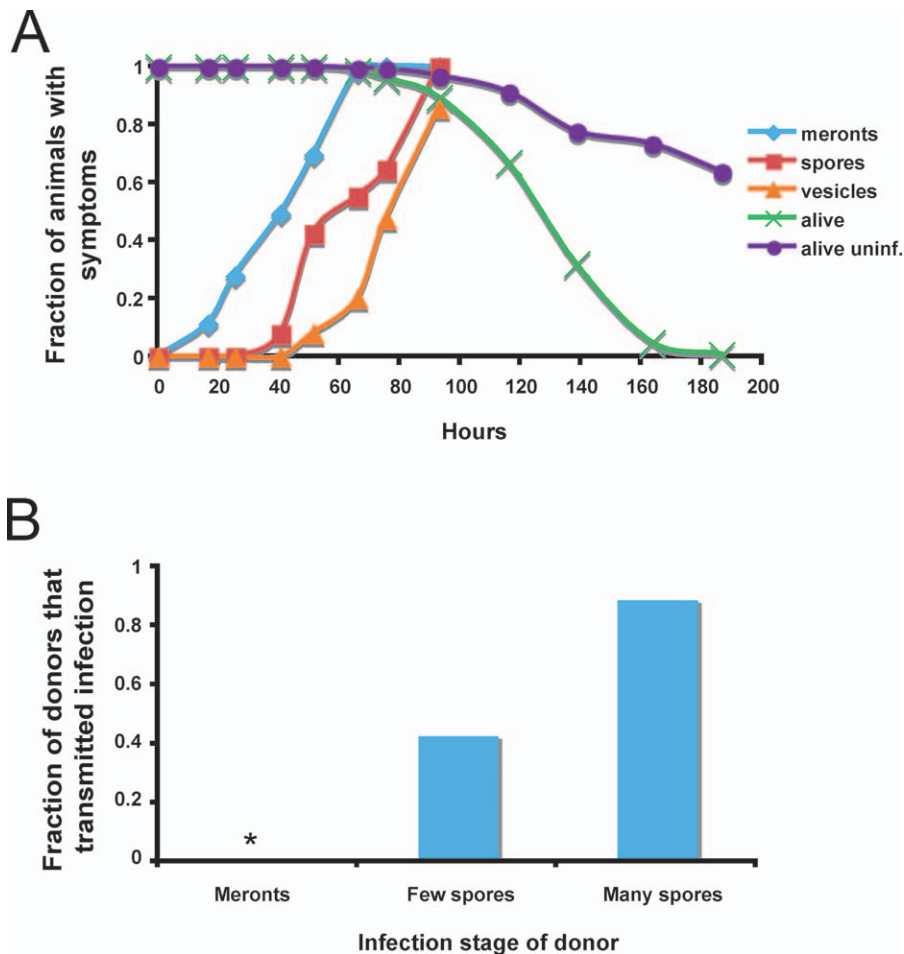 A
Fraction of animals with
symptoms
1
0.8
0.6
0.4
0.2
0
0 20 40 60 80 100 120 140 160 180 200
Hours
meronts
spores
vesicles
alive
alive uninf.
B
Fraction of donors that
transmitted infection
1
0.8
0.6
0.4
0.2
0
*
Meronts Few spores Many spores
Infection stage of donor